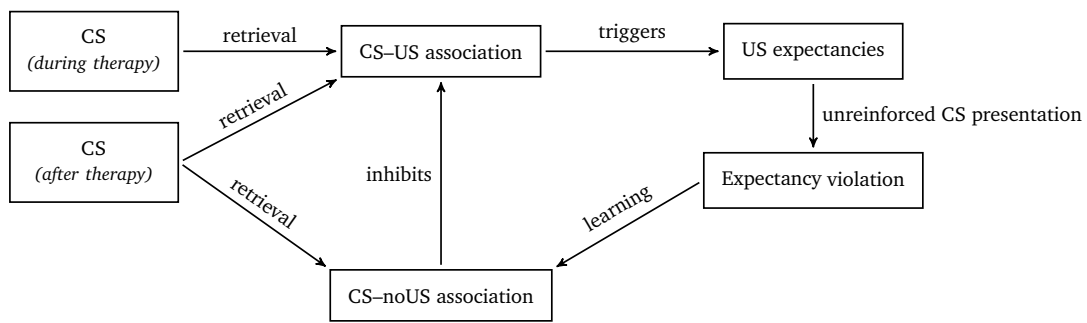 CS
(during therapy)
retrieval
CS–US association
triggers
US expectancies
unreinforced CS presentation
CS
(after therapy)
retrieval
retrieval
inhibits
Expectancy violation
learning
CS–noUS association